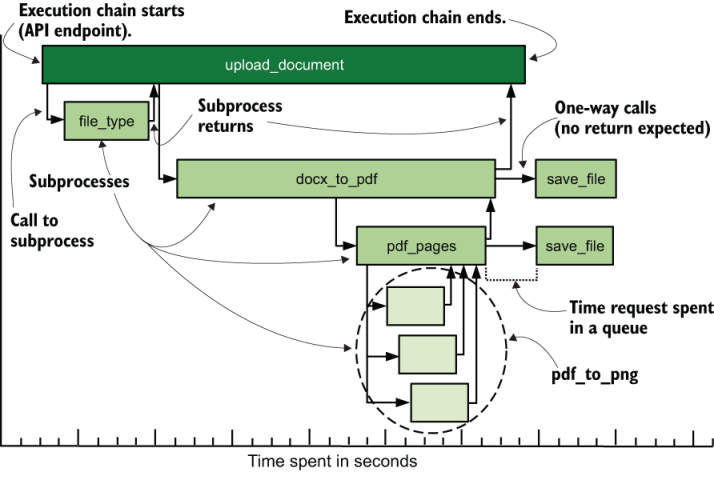 Execution chain starts
(API endpoint).
Execution chain ends.
upload_document
file_type
Subprocess
returns
One-way calls
(no return expected)
Subprocesses
docx_to_pdf
save_file
Call to
subprocess
pdf_pages
save_file
Time request spent
in a queue
pdf_to_png
Time spent in seconds